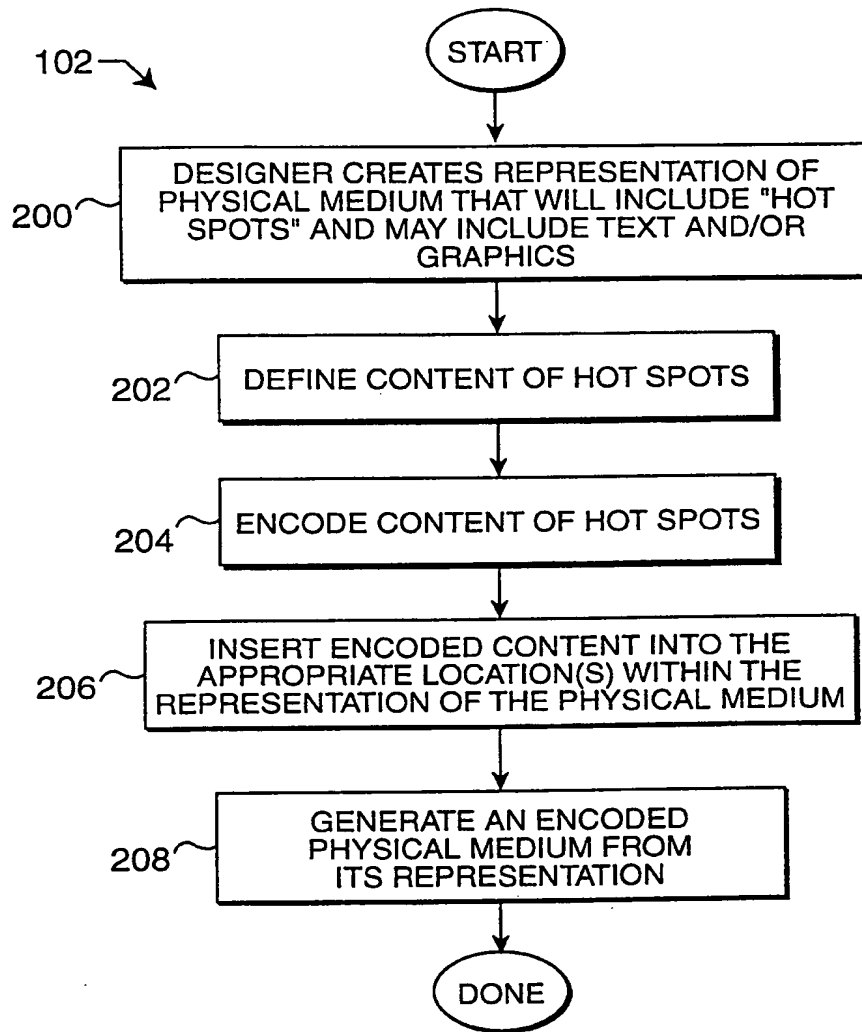 START
102
DESIGNER CREATES REPRESENTATION OF
PHYSICAL MEDIUM THAT WILL INCLUDE "HOT
SPOTS" AND MAY INCLUDE TEXT AND/OR
GRAPHICS
200
DEFINE CONTENT OF HOT SPOTS
202
ENCODE CONTENT OF HOT SPOTS
204
INSERT ENCODED CONTENT INTO THE
APPROPRIATE LOCATION(S) WITHIN THE
REPRESENTATION OF THE PHYSICAL MEDIUM
206
GENERATE AN ENCODED
PHYSICAL MEDIUM FROM
ITS REPRESENTATION
208
DONE